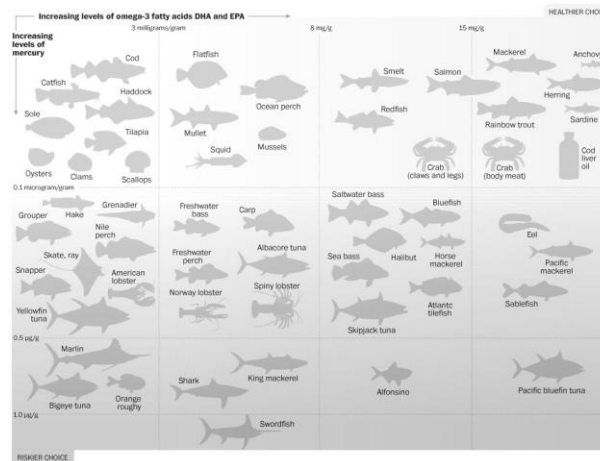 Increasing levels of omega-3 fatty acids DHA and EPA
HEALTHIER CHOI
Increasing
levels of
mercury
3 milligrams/gram
8 mg/g
15 mg/g
Cod
Catfish
Haddock
Sole
Tilapia
Oysters
Clams
Scallops
Flatfish
Ocean perch
Mullet
Mussels
Squid
Smelt
Salmon
Redfish
Crab
(claws and legs)
Mackerel
Anchovy
Herring
Sardine
Rainbow trout
Crab
(body meat)
Cod
liver
oil
0.1 microgram/gram
Hake
Grenadier
Grouper
Nile
perch
Skate, ray
Snapper
American
lobster
Yellowfin
tuna
Freshwater
bass
Carp
Albacore tuna
Freshwater
perch
Norway lobster
Spiny lobster
Saltwater bass
Bluefish
Halibut
Horse
mackerel
Sea bass
Atlantc
tilefish
Skipjack tuna
Eel
Pacific
mackerel
Sablefish
0.5 µg/g
Marlin
Bigeye tuna
Orange
roughy
Shark
King mackerel
Alfonsino
Pacific bluefin tuna
1.0 µg/g
Swordfish
RISKIER CHOICE